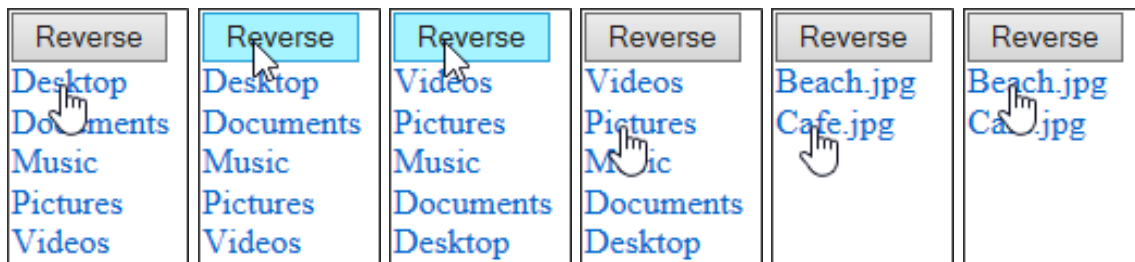 Reverse
Desktop
Documents
Music
Pictures
Videos
Reverse
Desktop
Documents
Music
Pictures
Videos
Reverse
Videos
Pictures
Music
Documents
Desktop
Reverse
Videos
Pictures
Music
Documents
Desktop
Reverse
Beach.jpg
Cafe.jpg
Reverse
Beach.jpg
Cafe.jpg